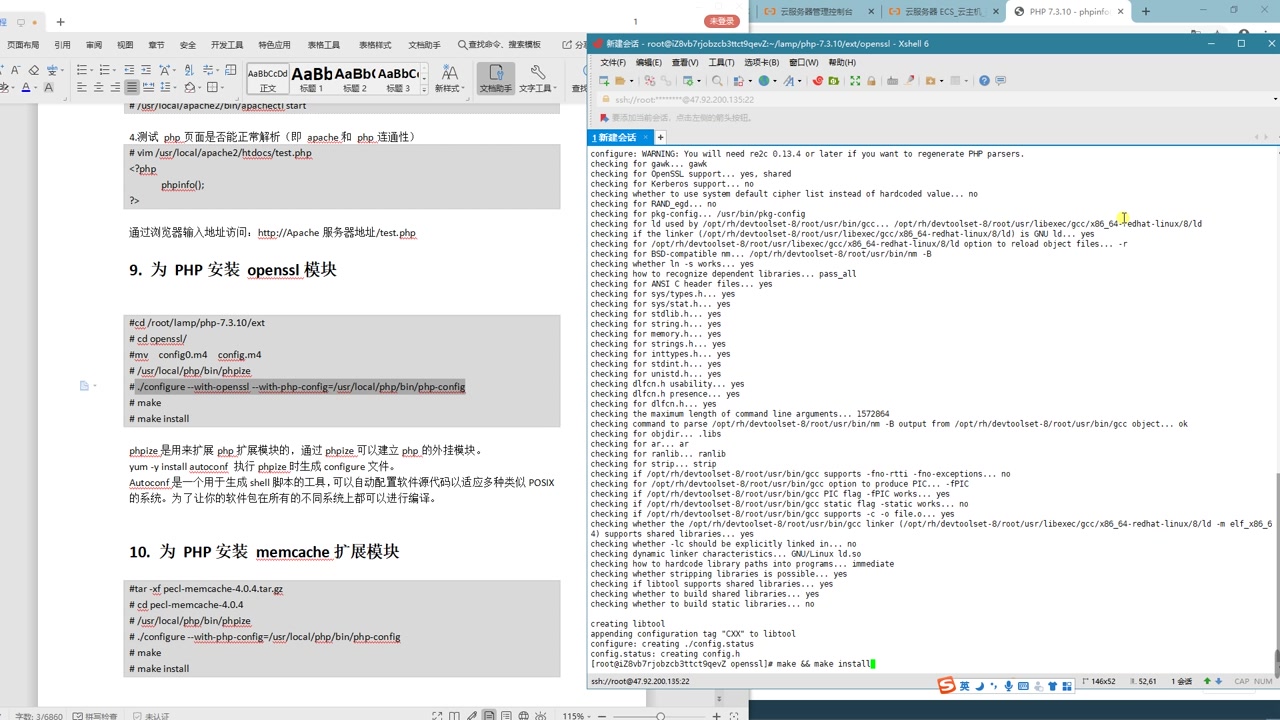 云服务器管理控制台
云服务器 ECS_云主机_
PHP 7.3.10 - phpinfo
1
未登录
页面布局 引用 审阅 视图 章节 安全 开发工具 特色应用 表格工具 表格样式 文档助手 查找命令、搜索模板
AaBbCcDd AaBb AaBbC AaBbCc
正文 标题 1 标题 2 标题 3 新样式 文档助手 文字工具
# /usr/local/apache2/bin/apachectl start
4.测试 php 页面是否能正常解析（即 apache 和 php 连通性）
# vim /usr/local/apache2/htdocs/test.php
<?php
phpinfo();
?>
通过浏览器输入地址访问：http://Apache 服务器地址/test.php
9. 为 PHP 安装 openssl 模块
#cd /root/lamp/php-7.3.10/ext
# cd openssl/
#mv config0.m4 config.m4
# /usr/local/php/bin/phpize
# ./configure --with-openssl --with-php-config=/usr/local/php/bin/php-config
# make
# make install
phpize 是用来扩展 php 扩展模块的，通过 phpize 可以建立 php 的外挂模块。
yum -y install autoconf 执行 phpize 时生成 configure 文件。
Autoconf 是一个用于生成 shell 脚本的工具，可以自动配置软件源代码以适应多种类似 POSIX
的系统。为了让你的软件包在所有的不同系统上都可以进行编译。
10. 为 PHP 安装 memcache 扩展模块
#tar -xf pecl-memcache-4.0.4.tar.gz
# cd pecl-memcache-4.0.4
# /usr/local/php/bin/phpize
# ./configure --with-php-config=/usr/local/php/bin/php-config
# make
# make install
字数: 3/6860 拼写检查 未认证 115%
新建会话 - root@iZ8vb7rjobzcb3ttct9qevZ:~/lamp/php-7.3.10/ext/openssl - Xshell 6
文件(F) 编辑(E) 查看(V) 工具(T) 选项卡(B) 窗口(W) 帮助(H)
ssh://root:********@47.92.200.135:22
要添加当前会话，点击左侧的箭头按钮。
1 新建会话
configure: WARNING: You will need re2c 0.13.4 or later if you want to regenerate PHP parsers.
checking for gawk... gawk
checking for OpenSSL support... yes, shared
checking for Kerberos support... no
checking whether to use system default cipher list instead of hardcoded value... no
checking for RAND_egd... no
checking for pkg-config... /usr/bin/pkg-config
checking for ld used by /opt/rh/devtoolset-8/root/usr/bin/gcc... /opt/rh/devtoolset-8/root/usr/libexec/gcc/x86_64-redhat-linux/8/ld
checking if the linker (/opt/rh/devtoolset-8/root/usr/libexec/gcc/x86_64-redhat-linux/8/ld) is GNU ld... yes
checking for /opt/rh/devtoolset-8/root/usr/libexec/gcc/x86_64-redhat-linux/8/ld option to reload object files... -r
checking for BSD-compatible nm... /opt/rh/devtoolset-8/root/usr/bin/nm -B
checking whether ln -s works... yes
checking how to recognize dependent libraries... pass_all
checking for ANSI C header files... yes
checking for sys/types.h... yes
checking for sys/stat.h... yes
checking for stdlib.h... yes
checking for string.h... yes
checking for memory.h... yes
checking for strings.h... yes
checking for inttypes.h... yes
checking for stdint.h... yes
checking for unistd.h... yes
checking dlfcn.h usability... yes
checking dlfcn.h presence... yes
checking for dlfcn.h... yes
checking the maximum length of command line arguments... 1572864
checking command to parse /opt/rh/devtoolset-8/root/usr/bin/nm -B output from /opt/rh/devtoolset-8/root/usr/bin/gcc object... ok
checking for objdir... .libs
checking for ar... ar
checking for ranlib... ranlib
checking for strip... strip
checking if /opt/rh/devtoolset-8/root/usr/bin/gcc supports -fno-rtti -fno-exceptions... no
checking for /opt/rh/devtoolset-8/root/usr/bin/gcc option to produce PIC... -fPIC
checking if /opt/rh/devtoolset-8/root/usr/bin/gcc PIC flag -fPIC works... yes
checking if /opt/rh/devtoolset-8/root/usr/bin/gcc static flag -static works... no
checking if /opt/rh/devtoolset-8/root/usr/bin/gcc supports -c -o file.o... yes
checking whether the /opt/rh/devtoolset-8/root/usr/bin/gcc linker (/opt/rh/devtoolset-8/root/usr/libexec/gcc/x86_64-redhat-linux/8/ld -m elf_x86_6
4) supports shared libraries... yes
checking whether -lc should be explicitly linked in... no
checking dynamic linker characteristics... GNU/Linux ld.so
checking how to hardcode library paths into programs... immediate
checking whether stripping libraries is possible... yes
checking if libtool supports shared libraries... yes
checking whether to build shared libraries... yes
checking whether to build static libraries... no
creating libtool
appending configuration tag "CXX" to libtool
configure: creating ./config.status
config.status: creating config.h
[root@iZ8vb7rjobzcb3ttct9qevZ openssl]# make && make install
ssh://root@47.92.200.135:22
英
146x52 52,61 1 会话 CAP NUM